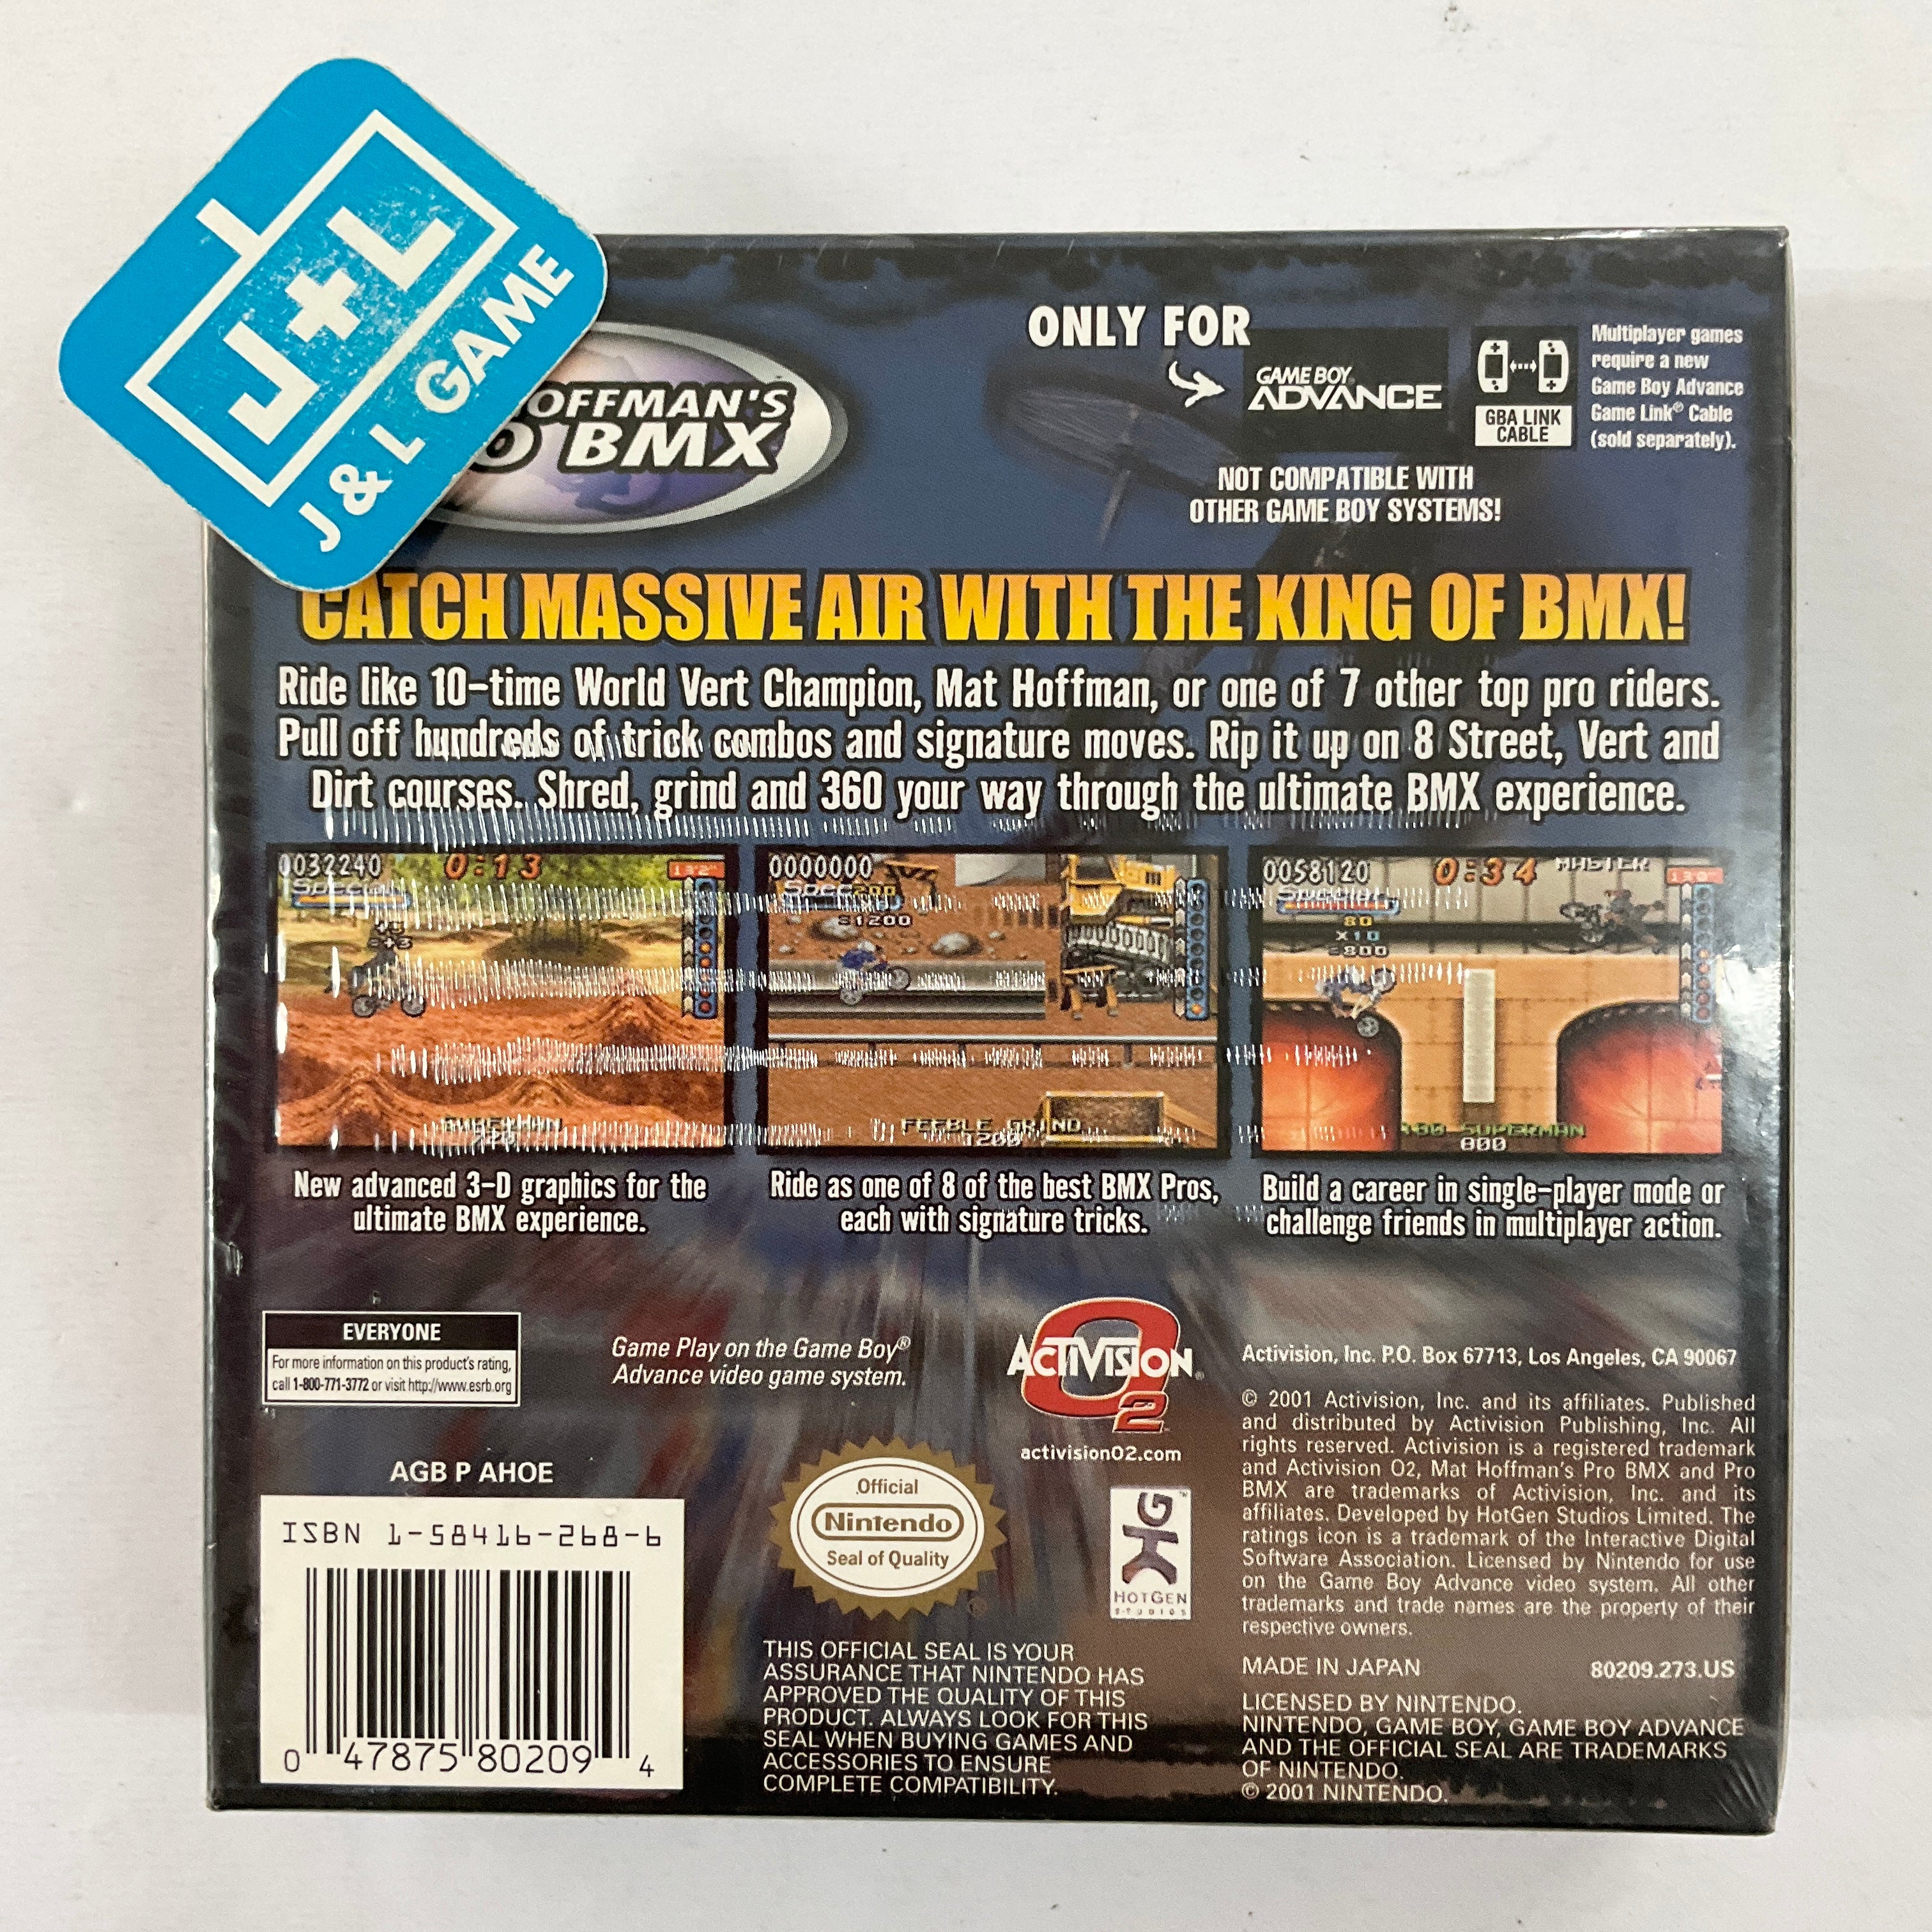 J+L
J & L GAME
OFFMAN'S
O BMX
ONLY FOR
GAME BOY
ADVANCE
GBA LINK
CABLE
Multiplayer games
require a new
Game Boy Advance
Game Link® Cable
(sold separately).
NOT COMPATIBLE WITH
OTHER GAME BOY SYSTEMS!
CATCH MASSIVE AIR WITH THE KING OF BMX!
Ride like 10-time World Vert Champion, Mat Hoffman, or one of 7 other top pro riders.
Pull off hundreds of trick combos and signature moves. Rip it up on 8 Street, Vert and
Dirt courses. Shred, grind and 360 your way through the ultimate BMX experience.
0032240 0:13 13'2"
Special
0000000
Spec200
81200
FEEBLE GRIND
1200
0058120 0:34 MASTER
Special
80
X10
=800
180 SUPERMAN
800
New advanced 3-D graphics for the
ultimate BMX experience.
Ride as one of 8 of the best BMX Pros,
each with signature tricks.
Build a career in single-player mode or
challenge friends in multiplayer action.
EVERYONE
For more information on this product's rating,
call 1-800-771-3772 or visit http://www.esrb.org
Game Play on the Game Boy®
Advance video game system.
ACTIVISION®
O2
activisionO2.com
Activision, Inc. P.O. Box 67713, Los Angeles, CA 90067
© 2001 Activision, Inc. and its affiliates. Published
and distributed by Activision Publishing, Inc. All
rights reserved. Activision is a registered trademark
and Activision O2, Mat Hoffman's Pro BMX and Pro
BMX are trademarks of Activision, Inc. and its
affiliates. Developed by HotGen Studios Limited. The
ratings icon is a trademark of the Interactive Digital
Software Association. Licensed by Nintendo for use
on the Game Boy Advance video system. All other
trademarks and trade names are the property of their
respective owners.
MADE IN JAPAN 80209.273.US
LICENSED BY NINTENDO.
NINTENDO, GAME BOY, GAME BOY ADVANCE
AND THE OFFICIAL SEAL ARE TRADEMARKS
OF NINTENDO.
© 2001 NINTENDO.
AGB P AHOE
ISBN 1-58416-268-6
0 47875 80209 4
Official
Nintendo
Seal of Quality
HG™
HOTGEN
STUDIOS
THIS OFFICIAL SEAL IS YOUR
ASSURANCE THAT NINTENDO HAS
APPROVED THE QUALITY OF THIS
PRODUCT. ALWAYS LOOK FOR THIS
SEAL WHEN BUYING GAMES AND
ACCESSORIES TO ENSURE
COMPLETE COMPATIBILITY.